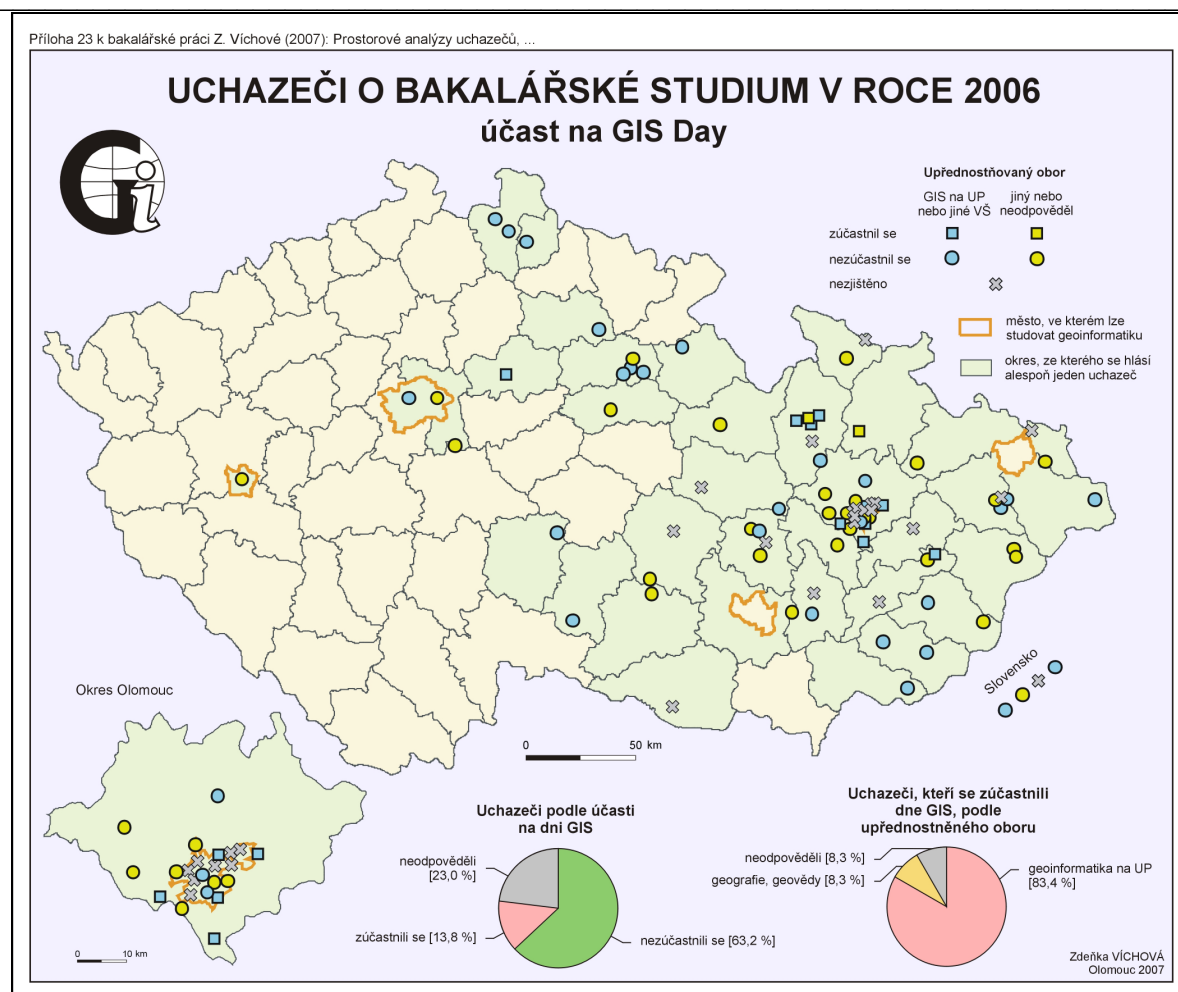 Příloha 23 k bakalářské práci Z. Víchové (2007): Prostorové analýzy uchazečů, ...
UCHAZEČI O BAKALÁŘSKÉ STUDIUM V ROCE 2006
účast na GIS Day
Gi
Upřednostňovaný obor
GIS na UP
nebo jiné VŠ
jiný nebo
neodpověděl
zúčastnil se
nezúčastnil se
nezjištěno
město, ve kterém lze
studovat geoinformatiku
okres, ze kterého se hlásí
alespoň jeden uchazeč
Slovensko
0 50 km
Okres Olomouc
0 10 km
Uchazeči podle účasti
na dni GIS
neodpověděli
[23,0 %]
zúčastnili se [13,8 %]
nezúčastnili se [63,2 %]
Uchazeči, kteří se zúčastnili
dne GIS, podle
upřednostněného oboru
neodpověděli [8,3 %]
geografie, geovědy [8,3 %]
geoinformatika na UP
[83,4 %]
Zdeňka VÍCHOVÁ
Olomouc 2007